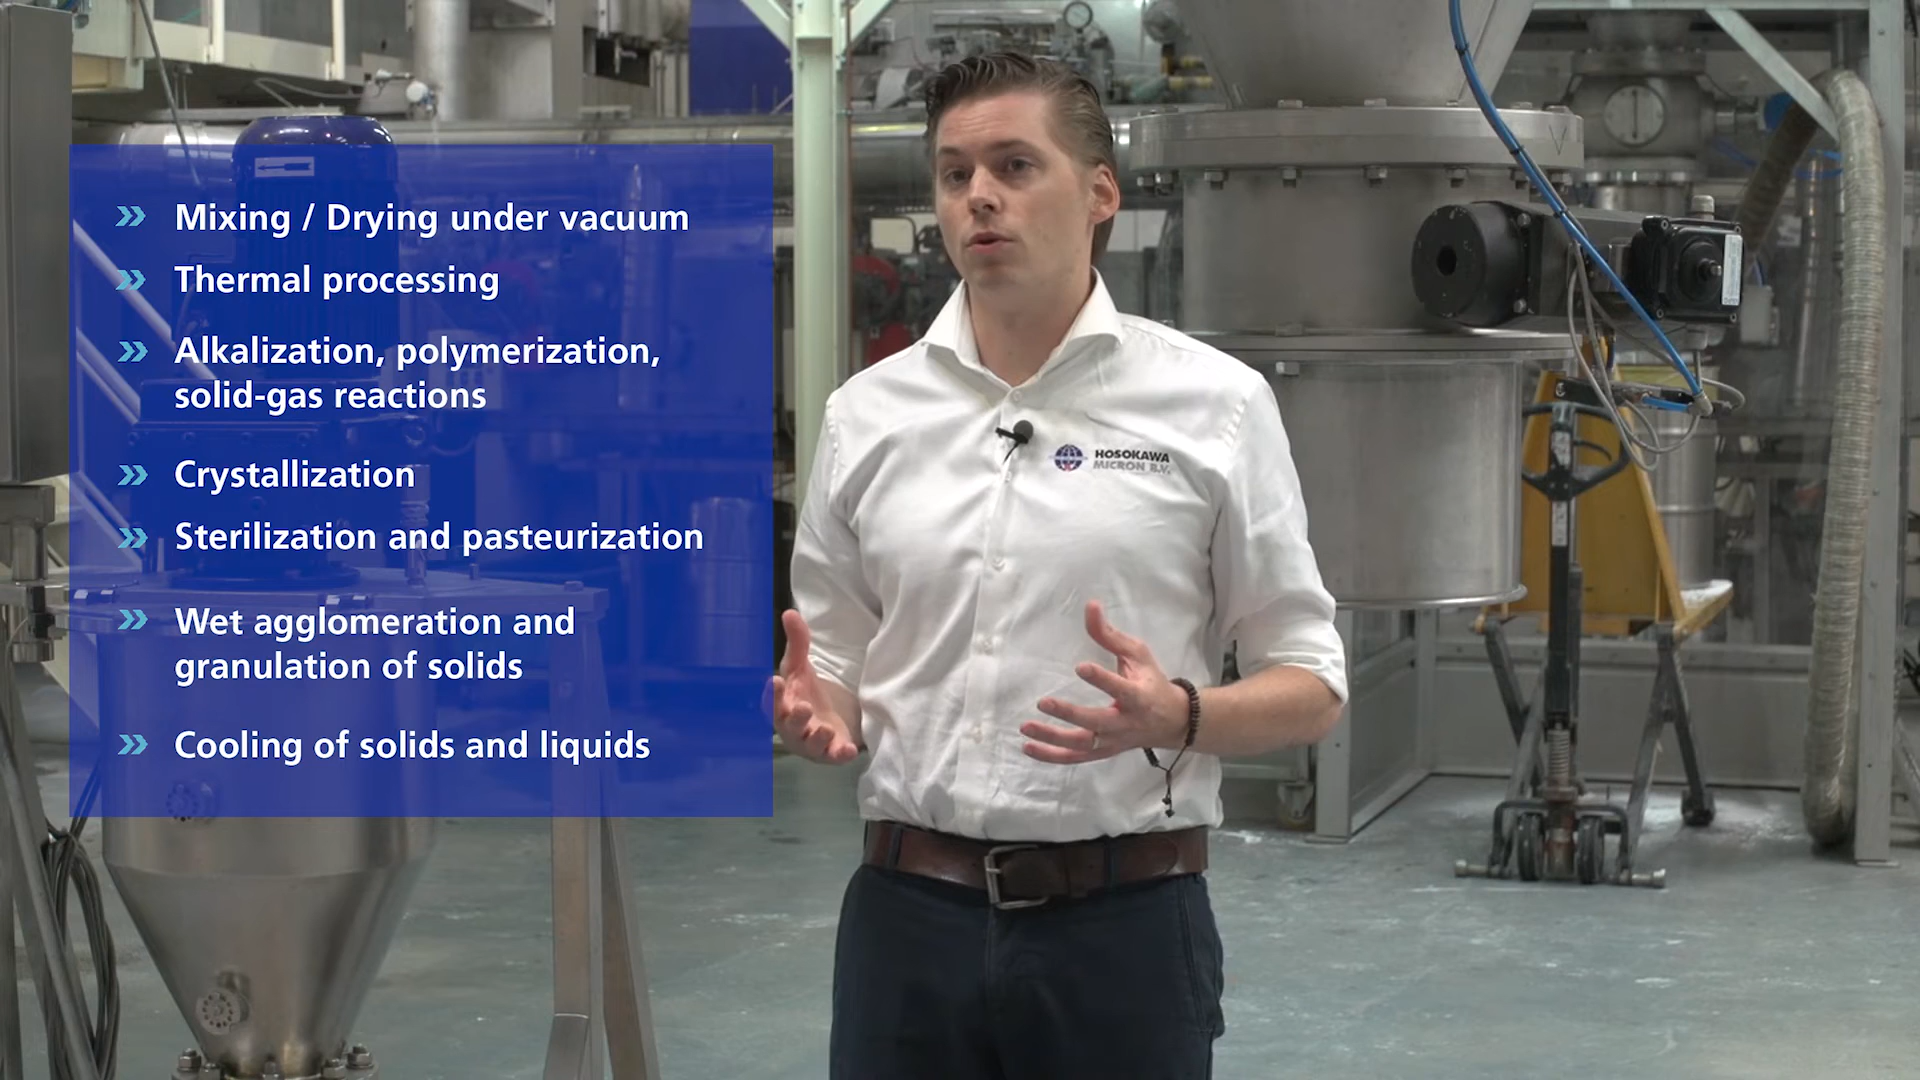 Mixing / Drying under vacuum
Thermal processing
Alkalization, polymerization,
solid-gas reactions
Crystallization
Sterilization and pasteurization
Wet agglomeration and
granulation of solids
Cooling of solids and liquids
HOSOKAWA
MICRON B.V.